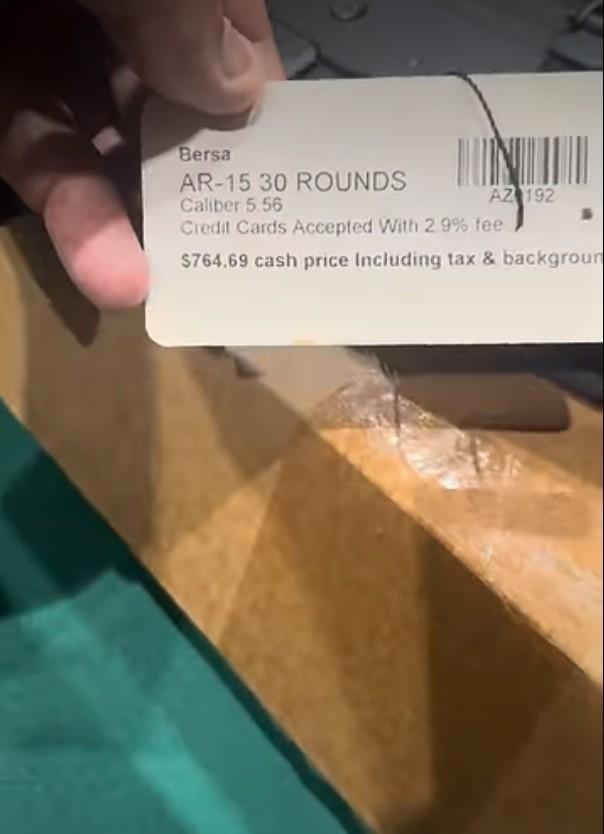 Bersa
AR-15 30 ROUNDS
Caliber 5.56
Credit Cards Accepted With 2.9% fee
$764.69 cash price Including tax &